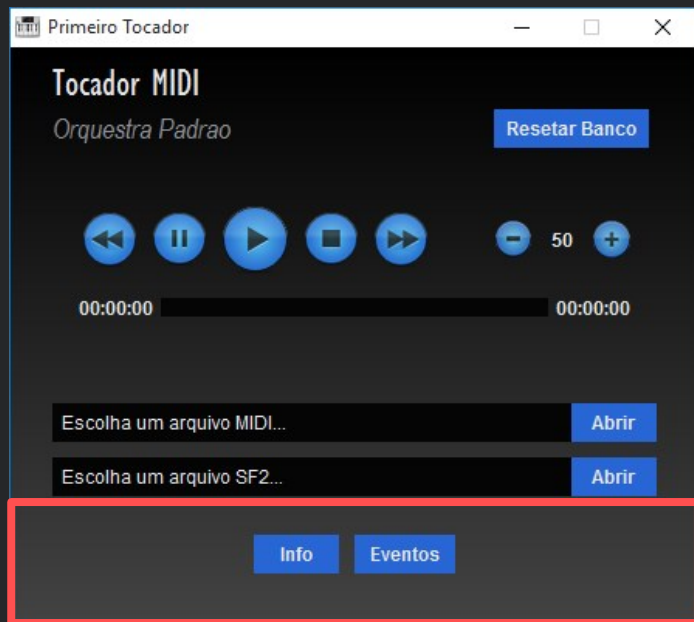 Primeiro Tocador
Tocador MIDI
Orquestra Padrao
Resetar Banco
50
00:00:00
00:00:00
Escolha um arquivo MIDI...
Abrir
Escolha um arquivo SF2...
Abrir
Info
Eventos